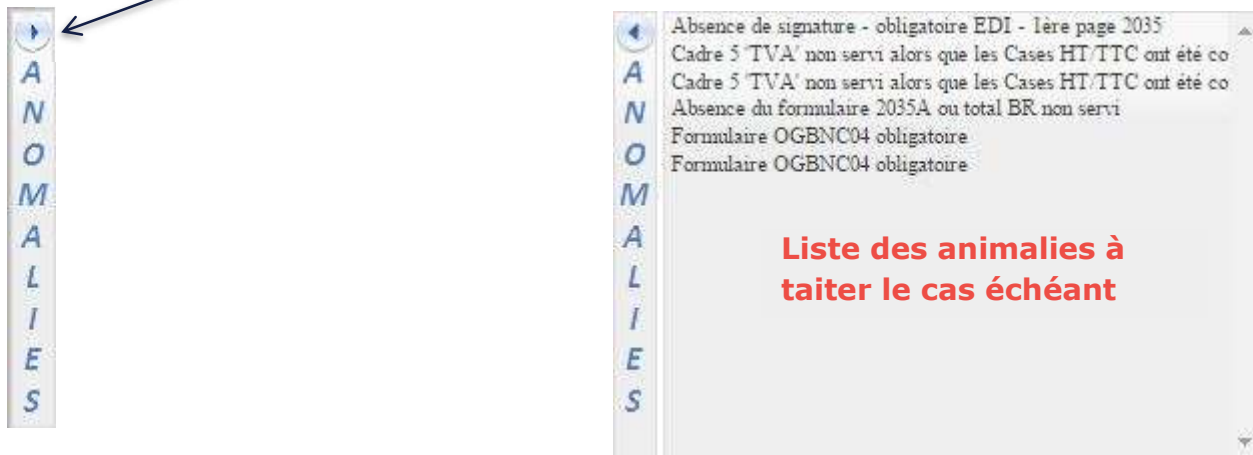 ANOMALIES
ANOMALIES
Absence de signature - obligatoire EDI - 1ère page 2035
Cadre 5 'TVA' non servi alors que les Cases HT/TTC ont été co
Cadre 5 'TVA' non servi alors que les Cases HT/TTC ont été co
Absence du formulaire 2035A ou total BR non servi
Formulaire OGBNC04 obligatoire
Formulaire OGBNC04 obligatoire
Liste des animalies à
taiter le cas échéant